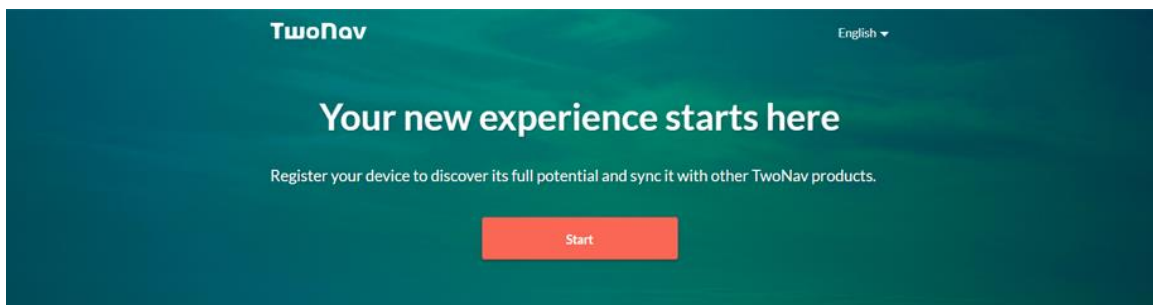 TwoNav
English
Your new experience starts here
Register your device to discover its full potential and sync it with other TwoNav products.
Start